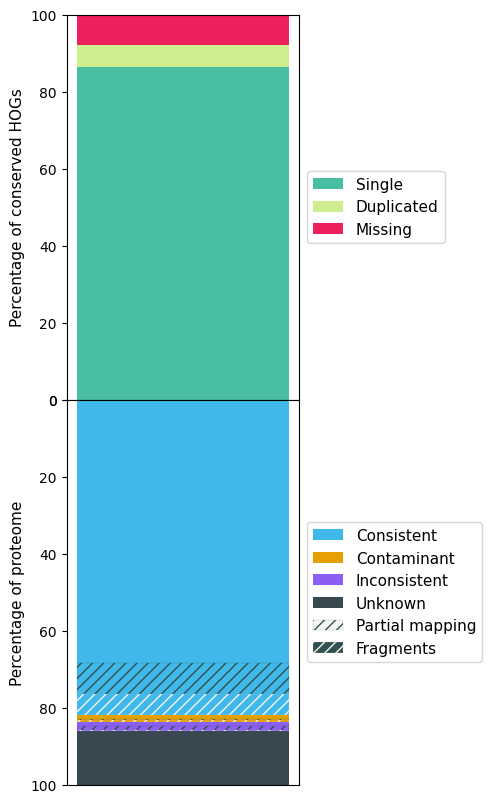 100
80
60
40
20
0
Percentage of conserved HOGs
Single
Duplicated
Missing
0
20
40
60
80
100
Percentage of proteome
Consistent
Contaminant
Inconsistent
Unknown
Partial mapping
Fragments